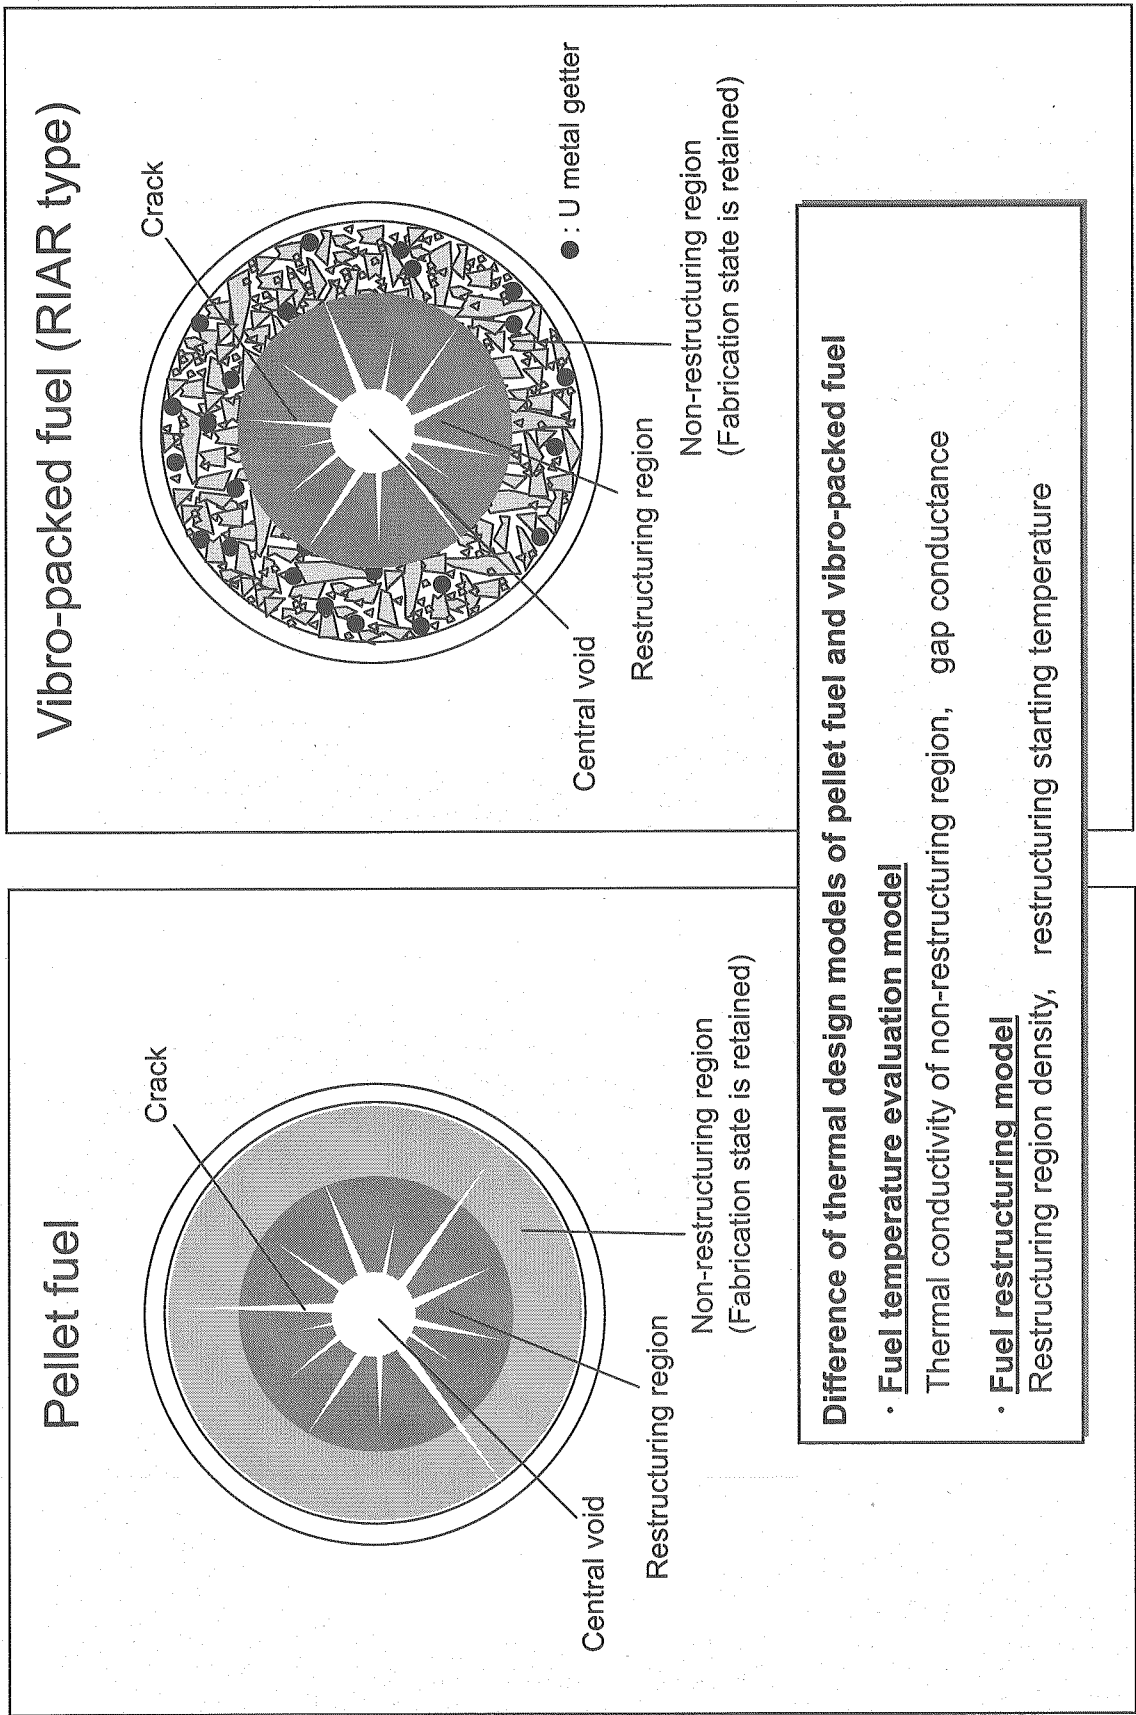 Pellet fuel
Crack
Central void
Restructuring region
Non-restructuring region
(Fabrication state is retained)
Vibro-packed fuel (RIAR type)
Crack
● : U metal getter
Central void
Restructuring region
Non-restructuring region
(Fabrication state is retained)
Difference of thermal design models of pellet fuel and vibro-packed fuel
・ Fuel temperature evaluation model
Thermal conductivity of non-restructuring region, gap conductance
・ Fuel restructuring model
Restructuring region density, restructuring starting temperature